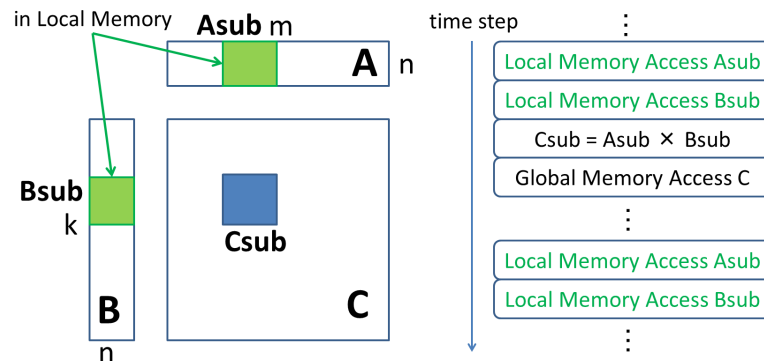 in Local Memory
Asub m
A
n
Bsub
k
Csub
B
C
n
time step
⋮
Local Memory Access Asub
Local Memory Access Bsub
Csub = Asub × Bsub
Global Memory Access C
⋮
Local Memory Access Asub
Local Memory Access Bsub
⋮